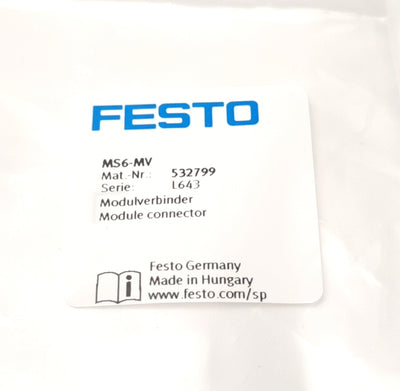 FESTO
MS6-MV
Mat.-Nr.: 532799
Serie: L643
Modulverbinder
Module connector
Festo Germany
Made in Hungary
www.festo.com/sp